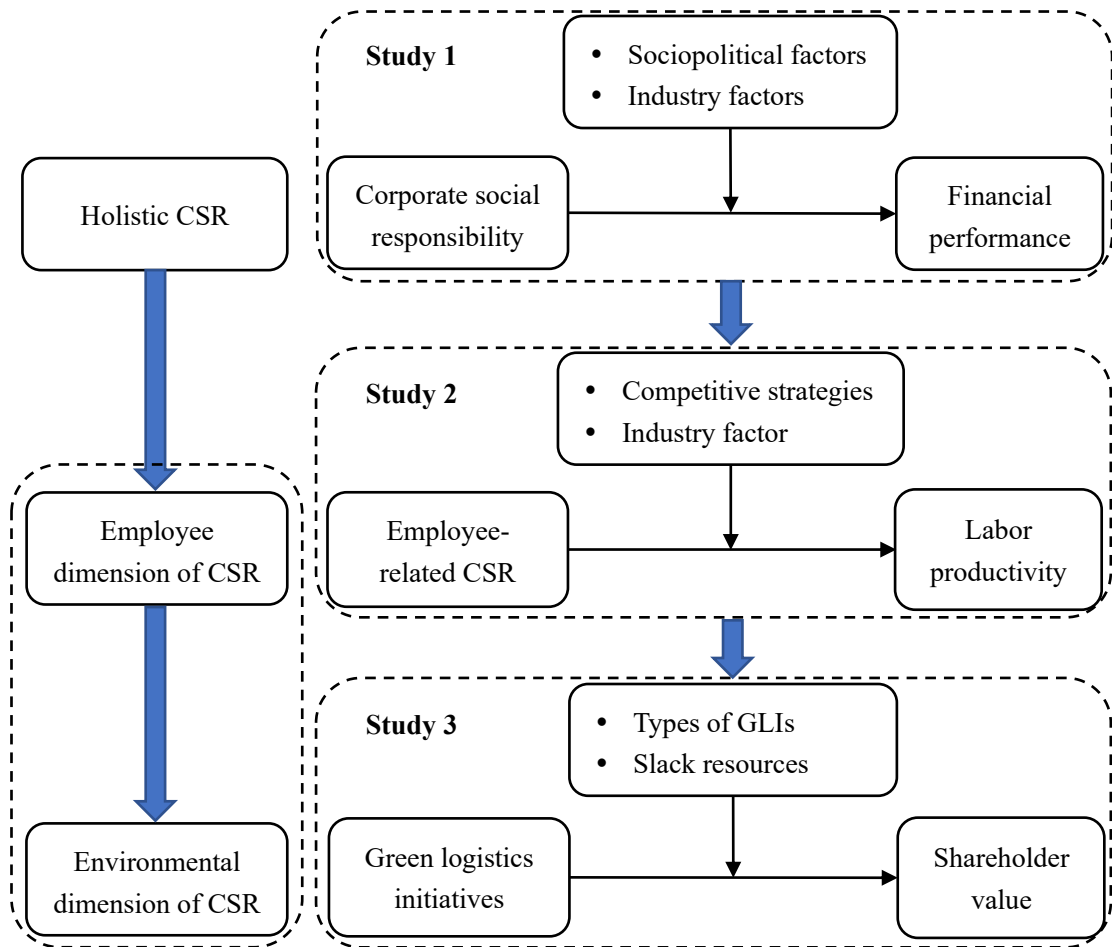 Holistic CSR
Employee
dimension of CSR
Environmental
dimension of CSR
Study 1
• Sociopolitical factors
• Industry factors
Corporate social
responsibility
Financial
performance
Study 2
• Competitive strategies
• Industry factor
Employee-
related CSR
Labor
productivity
Study 3
• Types of GLIs
• Slack resources
Green logistics
initiatives
Shareholder
value